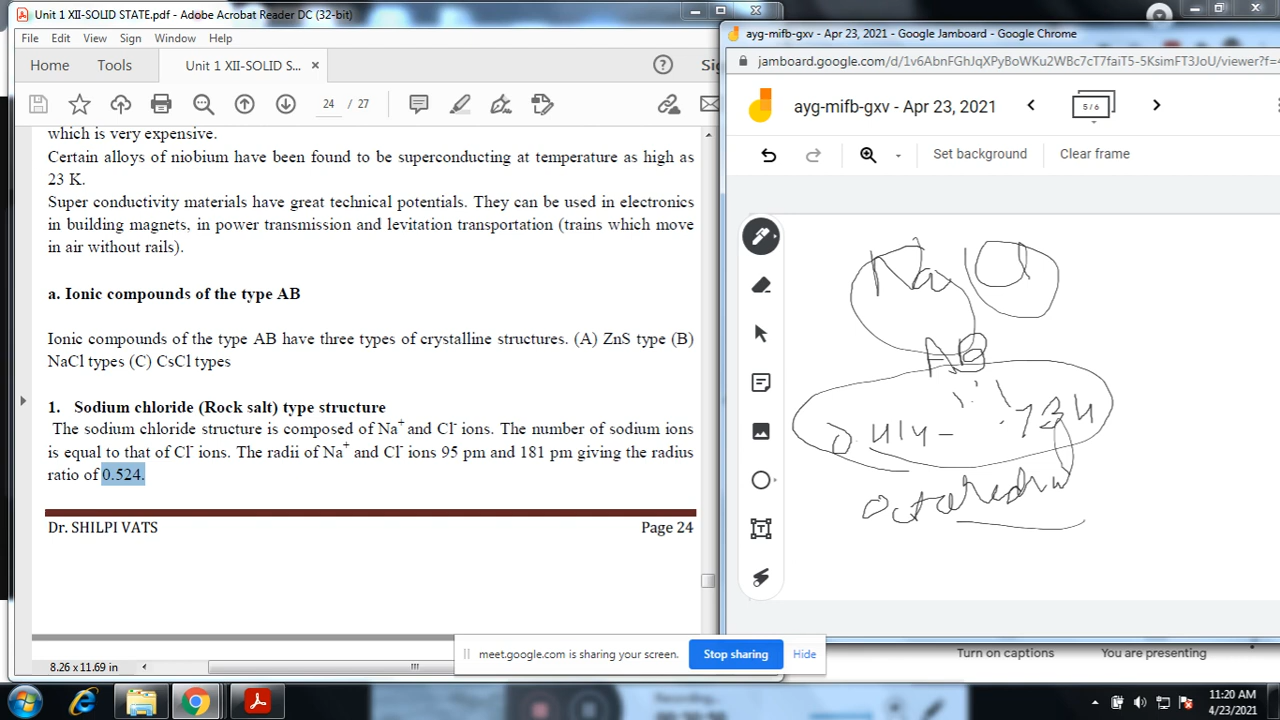 Unit 1 XII-SOLID STATE.pdf - Adobe Acrobat Reader DC (32-bit)
File Edit View Sign Window Help
Home Tools Unit 1 XII-SOLID S... × Sig
24 / 27
which is very expensive.
Certain alloys of niobium have been found to be superconducting at temperature as high as
23 K.
Super conductivity materials have great technical potentials. They can be used in electronics
in building magnets, in power transmission and levitation transportation (trains which move
in air without rails).
a. Ionic compounds of the type AB
Ionic compounds of the type AB have three types of crystalline structures. (A) ZnS type (B)
NaCl types (C) CsCl types
1. Sodium chloride (Rock salt) type structure
The sodium chloride structure is composed of Na⁺ and Cl⁻ ions. The number of sodium ions
is equal to that of Cl⁻ ions. The radii of Na⁺ and Cl⁻ ions 95 pm and 181 pm giving the radius
ratio of 0.524.
Dr. SHILPI VATS Page 24
8.26 x 11.69 in
ayg-mifb-gxv - Apr 23, 2021 - Google Jamboard - Google Chrome
jamboard.google.com/d/1v6AbnFGhJqXPyBoWKu2WBc7cT7faiT5-5KsimFT3JoU/viewer?f=4
ayg-mifb-gxv - Apr 23, 2021 5/6
Set background Clear frame
Na Cl
AB
0.414 - 734
octahedral
meet.google.com is sharing your screen. Stop sharing Hide
Turn on captions You are presenting
Recording...
11:20 AM
4/23/2021